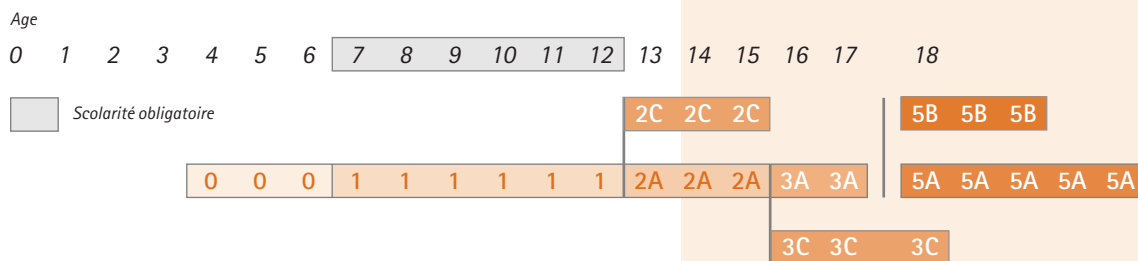 Age
0 1 2 3 4 5 6 7 8 9 10 11 12 13 14 15 16 17 18
Scolarité obligatoire
2C 2C 2C 5B 5B 5B
0 0 0 1 1 1 1 1 1 2A 2A 2A 3A 3A 5A 5A 5A 5A 5A
3C 3C 3C